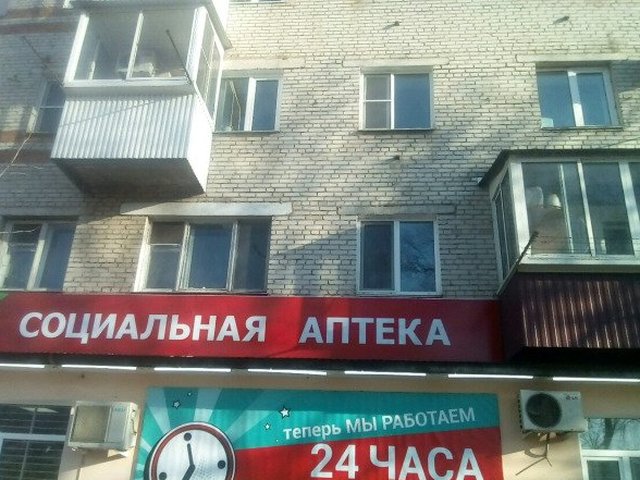 СОЦИАЛЬНАЯ АПТЕКА
теперь МЫ РАБОТАЕМ
24 ЧАСА